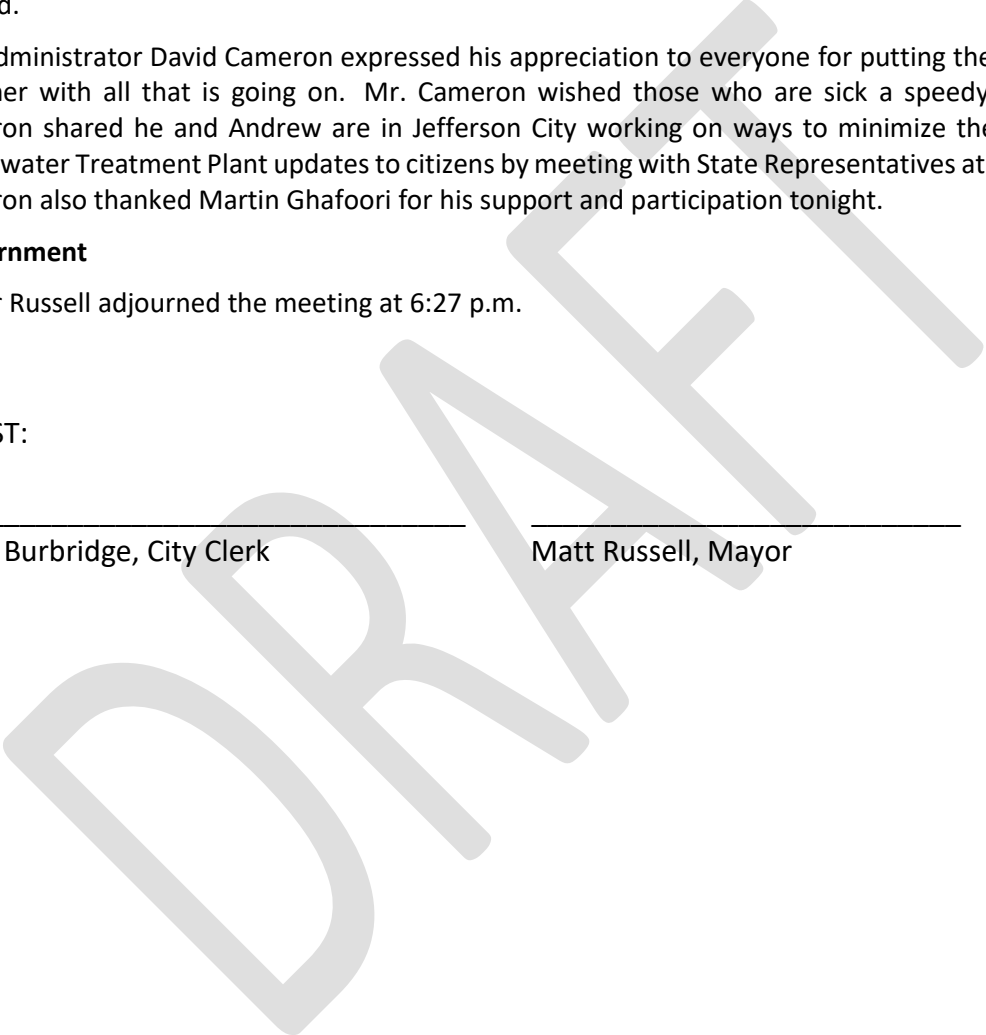 d.
dministrator David Cameron expressed his appreciation to everyone for putting the
ner with all that is going on. Mr. Cameron wished those who are sick a speedy
ron shared he and Andrew are in Jefferson City working on ways to minimize the
water Treatment Plant updates to citizens by meeting with State Representatives at
ron also thanked Martin Ghafoori for his support and participation tonight.
rnment
r Russell adjourned the meeting at 6:27 p.m.
ST:
Burbridge, City Clerk
Matt Russell, Mayor
DRAFT